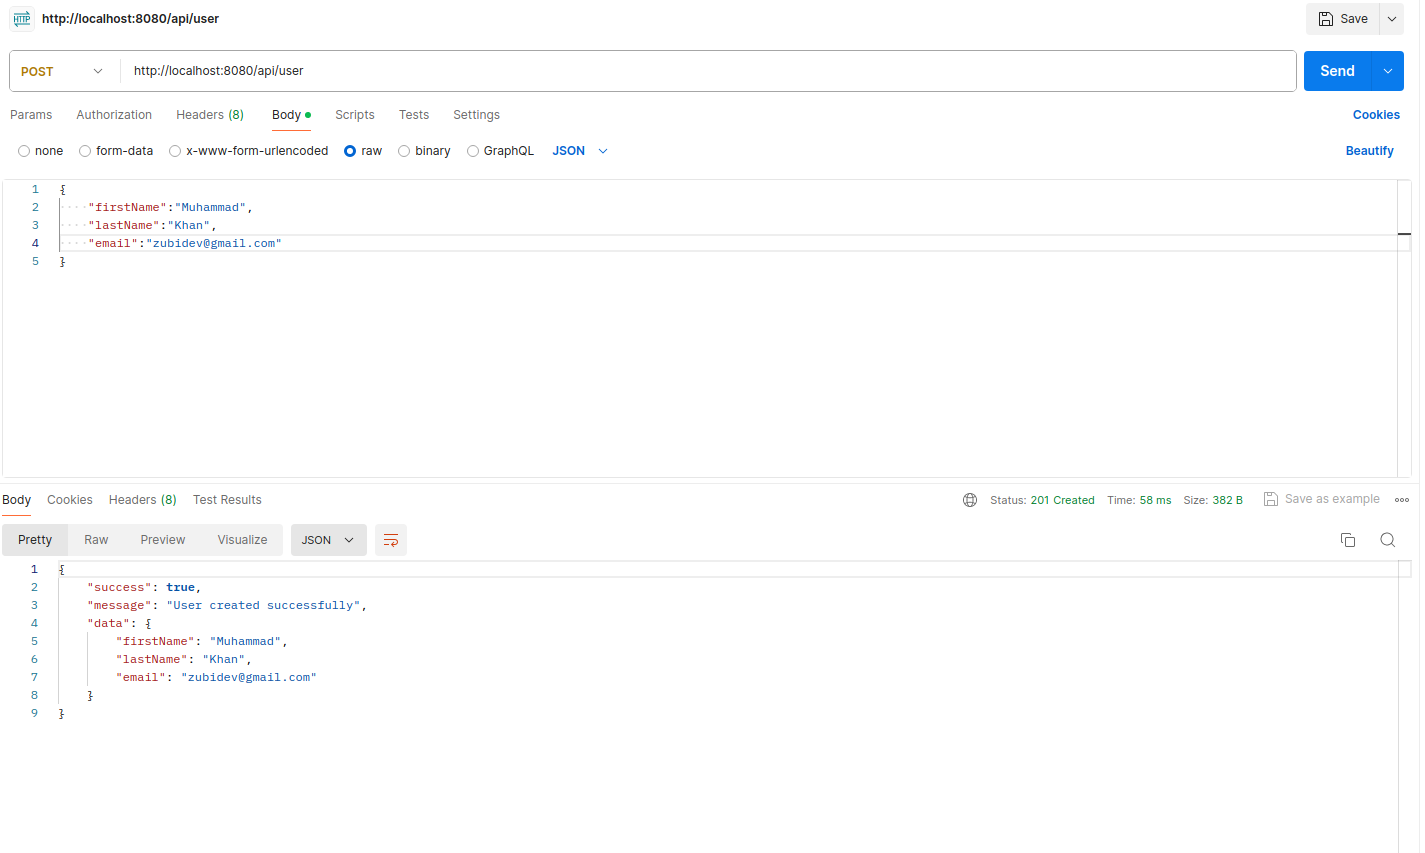 HTTP http://localhost:8080/api/user Save
POST http://localhost:8080/api/user Send
Params Authorization Headers (8) Body Scripts Tests Settings Cookies
none form-data x-www-form-urlencoded raw binary GraphQL JSON Beautify
1 {
2 ····"firstName":"Muhammad",
3 ····"lastName":"Khan",
4 ····"email":"zubidev@gmail.com"
5 }
Body Cookies Headers (8) Test Results Status: 201 Created Time: 58 ms Size: 382 B Save as example
Pretty Raw Preview Visualize JSON
1 {
2 "success": true,
3 "message": "User created successfully",
4 "data": {
5 "firstName": "Muhammad",
6 "lastName": "Khan",
7 "email": "zubidev@gmail.com"
8 }
9 }